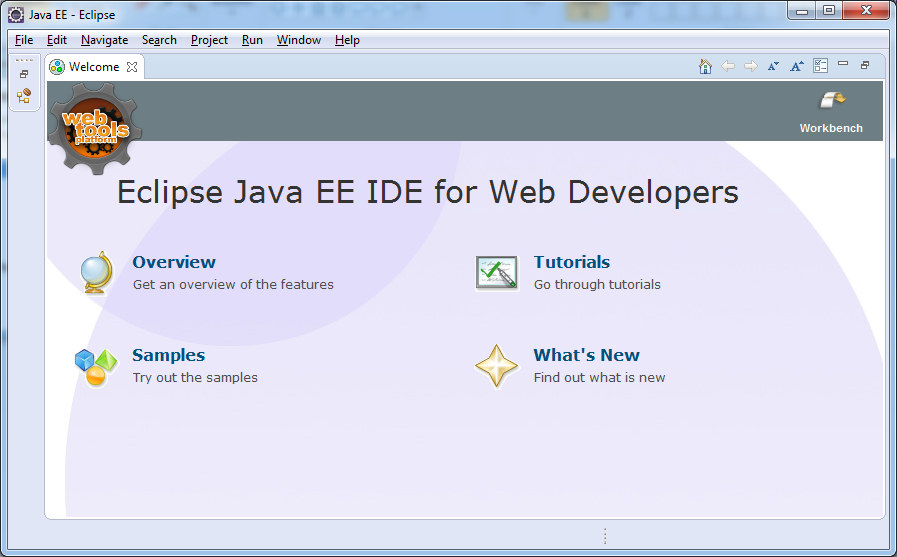 Java EE - Eclipse
File Edit Navigate Search Project Run Window Help
Welcome
web
tools
platform
Workbench
Eclipse Java EE IDE for Web Developers
Overview
Get an overview of the features
Tutorials
Go through tutorials
Samples
Try out the samples
What's New
Find out what is new